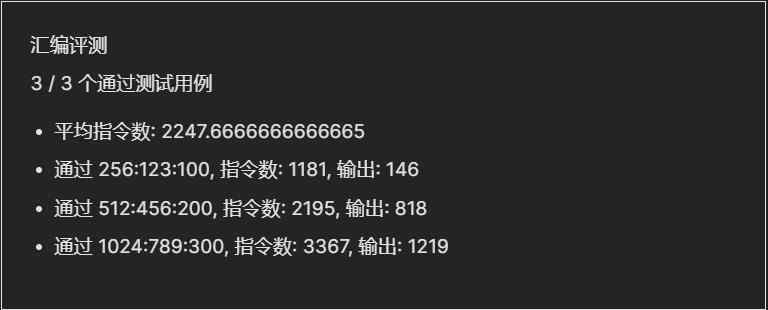 汇编评测
3 / 3 个通过测试用例
• 平均指令数: 2247.6666666666665
• 通过 256:123:100, 指令数: 1181, 输出: 146
• 通过 512:456:200, 指令数: 2195, 输出: 818
• 通过 1024:789:300, 指令数: 3367, 输出: 1219